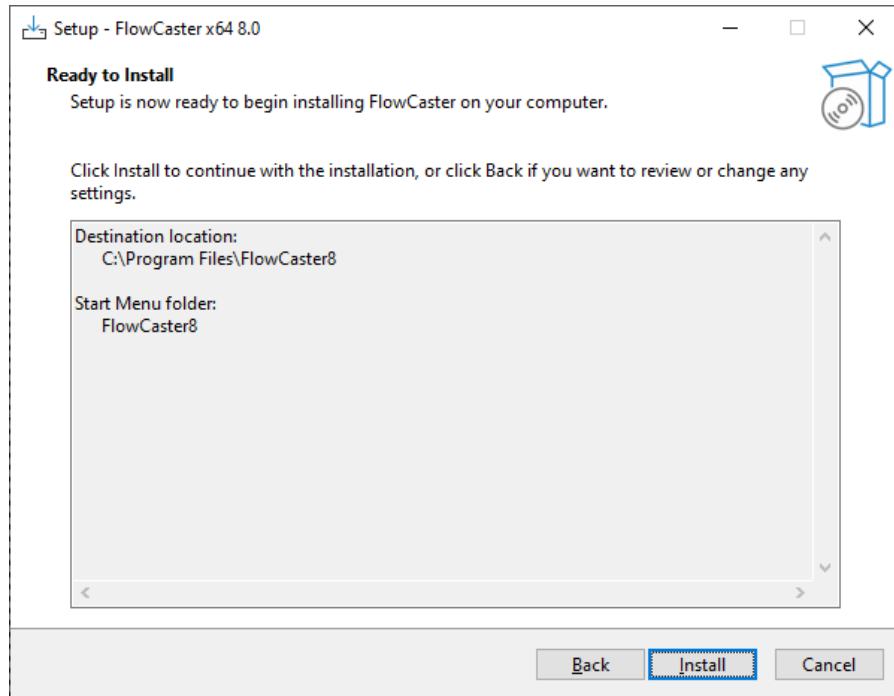 Setup - FlowCaster x64 8.0
Ready to Install
Setup is now ready to begin installing FlowCaster on your computer.
Click Install to continue with the installation, or click Back if you want to review or change any
settings.
Destination location:
C:\Program Files\FlowCaster8
Start Menu folder:
FlowCaster8
Back
Install
Cancel